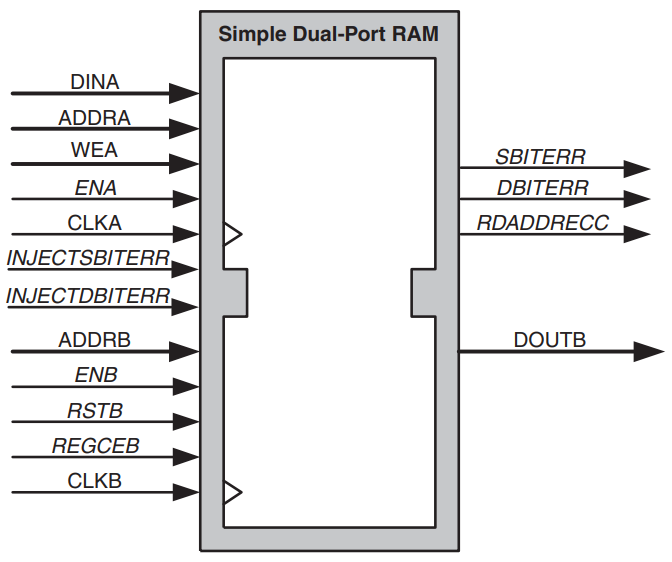 Simple Dual-Port RAM
DINA
ADDRA
WEA
ENA
CLKA
INJECTSBITERR
INJECTDBITERR
ADDRB
ENB
RSTB
REGCEB
CLKB
SBITERR
DBITERR
RDADDRECC
DOUTB